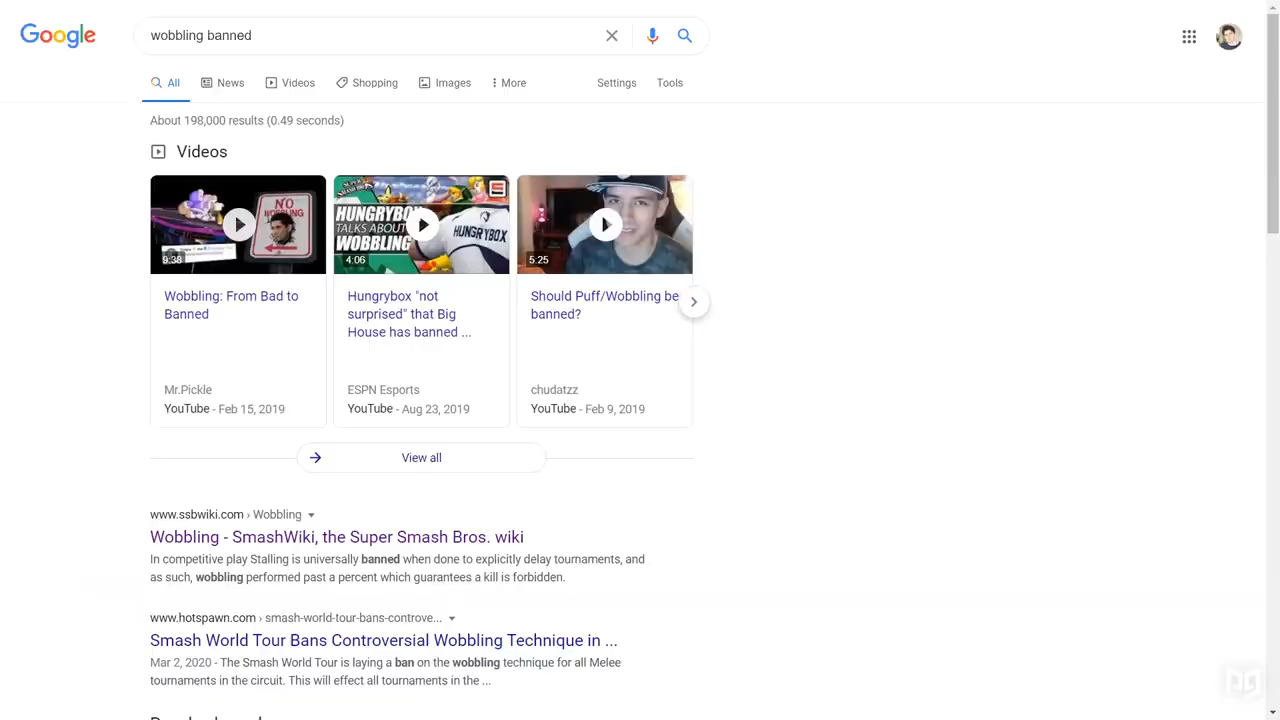 Google
wobbling banned
All
News
Videos
Shopping
Images
More
Settings
Tools
About 198,000 results (0.49 seconds)
Videos
NO
WOBBLING
9:38
SUPER
SMASH BROS
HUNGRYBOX
TALKS ABOUT
WOBBLING
HUNGRYBOX
4:06
5:25
Wobbling: From Bad to
Banned
Mr.Pickle
YouTube - Feb 15, 2019
Hungrybox "not
surprised" that Big
House has banned ...
ESPN Esports
YouTube - Aug 23, 2019
Should Puff/Wobbling be
banned?
chudatzz
YouTube - Feb 9, 2019
View all
www.ssbwiki.com › Wobbling
Wobbling - SmashWiki, the Super Smash Bros. wiki
In competitive play Stalling is universally banned when done to explicitly delay tournaments, and
as such, wobbling performed past a percent which guarantees a kill is forbidden.
www.hotspawn.com › smash-world-tour-bans-controve...
Smash World Tour Bans Controversial Wobbling Technique in ...
Mar 2, 2020 - The Smash World Tour is laying a ban on the wobbling technique for all Melee
tournaments in the circuit. This will effect all tournaments in the ...